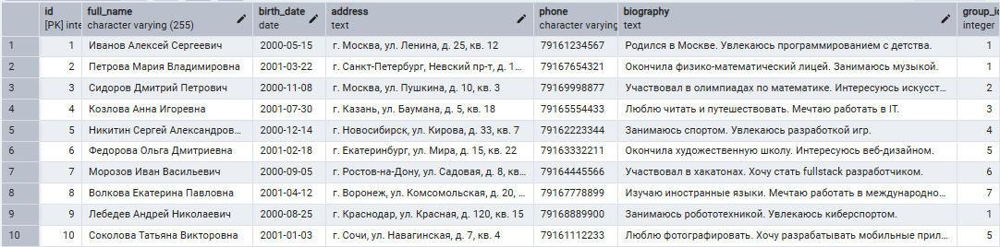 id full_name birth_date address phone biography group_id
[PK] inte character varying (255) date text character varying text integer
1 1 Иванов Алексей Сергеевич 2000-05-15 г. Москва, ул. Ленина, д. 25, кв. 12 79161234567 Родился в Москве. Увлекаюсь программированием с детства. 1
2 2 Петрова Мария Владимировна 2001-03-22 г. Санкт-Петербург, Невский пр-т, д. 1... 79167654321 Окончила физико-математический лицей. Занимаюсь музыкой. 1
3 3 Сидоров Дмитрий Петрович 2000-11-08 г. Москва, ул. Пушкина, д. 10, кв. 3 79169998877 Участвовал в олимпиадах по математике. Интересуюсь искусст... 2
4 4 Козлова Анна Игоревна 2001-07-30 г. Казань, ул. Баумана, д. 5, кв. 18 79165554433 Люблю читать и путешествовать. Мечтаю работать в IT. 3
5 5 Никитин Сергей Александров... 2000-12-14 г. Новосибирск, ул. Кирова, д. 33, кв. 7 79162223344 Занимаюсь спортом. Увлекаюсь разработкой игр. 4
6 6 Федорова Ольга Дмитриевна 2001-02-18 г. Екатеринбург, ул. Мира, д. 15, кв. 22 79163332211 Окончила художественную школу. Интересуюсь веб-дизайном. 5
7 7 Морозов Иван Васильевич 2000-09-05 г. Ростов-на-Дону, ул. Садовая, д. 8, кв... 79164445566 Участвовал в хакатонах. Хочу стать fullstack разработчиком. 6
8 8 Волкова Екатерина Павловна 2001-04-12 г. Воронеж, ул. Комсомольская, д. 20, ... 79167778899 Изучаю иностранные языки. Мечтаю работать в международно... 7
9 9 Лебедев Андрей Николаевич 2000-08-25 г. Краснодар, ул. Красная, д. 120, кв. 15 79168889900 Занимаюсь робототехникой. Увлекаюсь киберспортом. 1
10 10 Соколова Татьяна Викторовна 2001-01-03 г. Сочи, ул. Навагинская, д. 7, кв. 4 79161112233 Люблю фотографировать. Хочу разрабатывать мобильные прил... 5